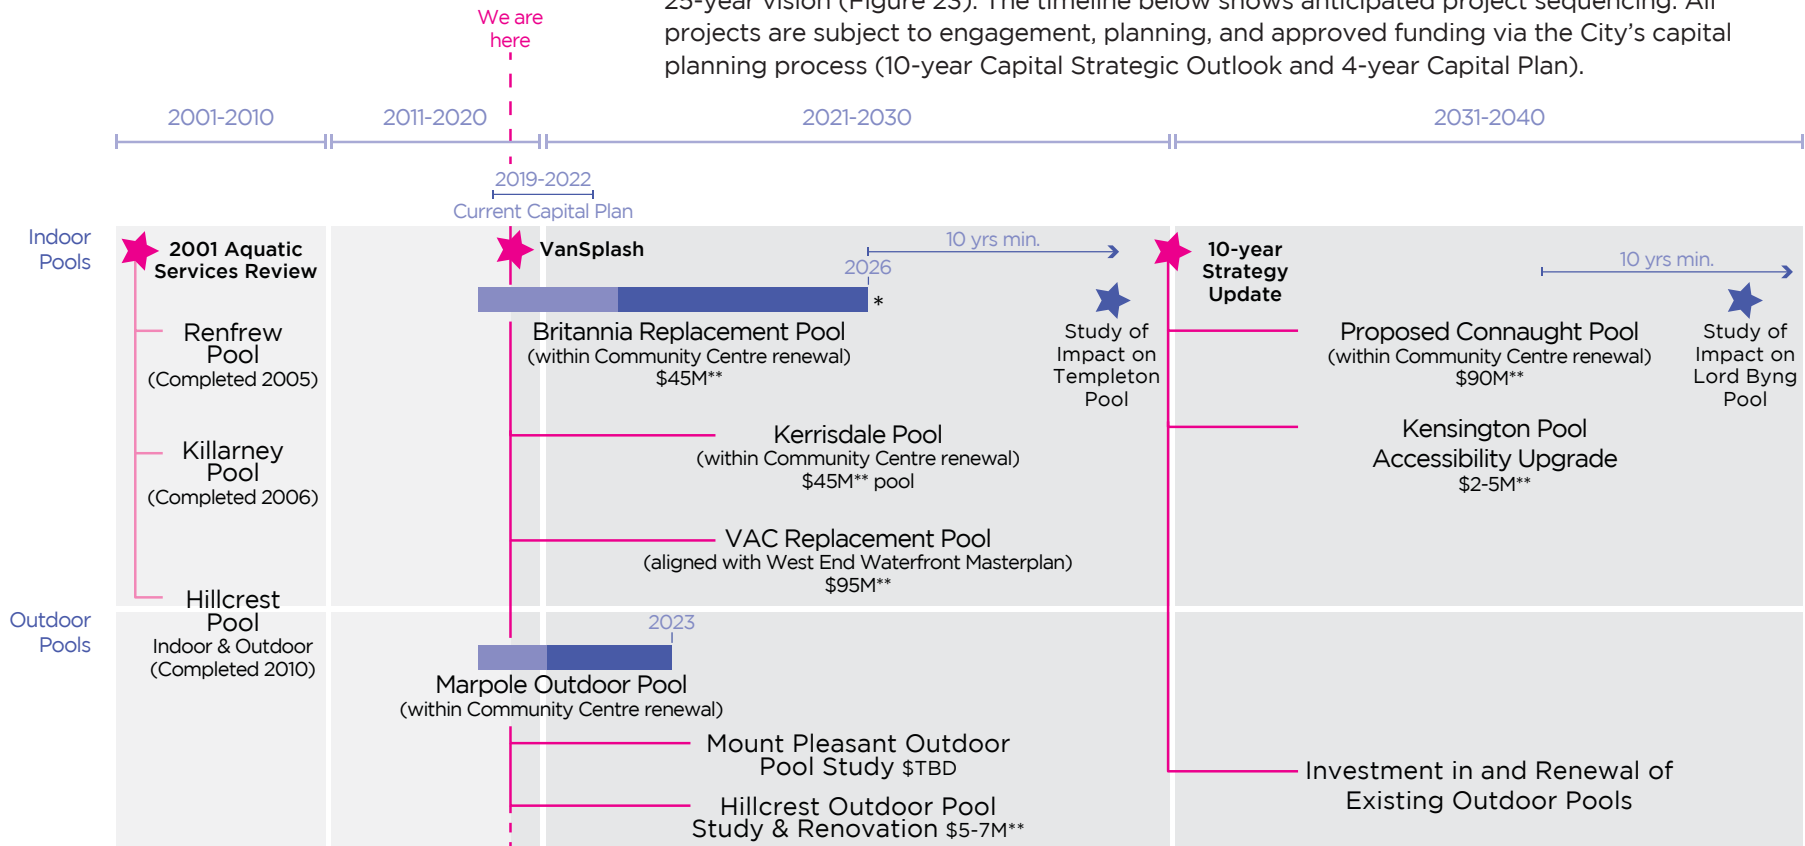 25-year vision (Figure 23). The timeline below shows anticipated project sequencing. All
projects are subject to engagement, planning, and approved funding via the City's capital
planning process (10-year Capital Strategic Outlook and 4-year Capital Plan).
We are
here
2001-2010
2011-2020
2021-2030
2031-2040
2019-2022
Current Capital Plan
Indoor
Pools
2001 Aquatic
Services Review
VanSplash
10 yrs min.
2026
*
10-year
Strategy
Update
10 yrs min.
Renfrew
Pool
(Completed 2005)
Britannia Replacement Pool
(within Community Centre renewal)
$45M**
Study of
Impact on
Templeton
Pool
Proposed Connaught Pool
(within Community Centre renewal)
$90M**
Study of
Impact on
Lord Byng
Pool
Killarney
Pool
(Completed 2006)
Kerrisdale Pool
(within Community Centre renewal)
$45M** pool
Kensington Pool
Accessibility Upgrade
$2-5M**
VAC Replacement Pool
(aligned with West End Waterfront Masterplan)
$95M**
Hillcrest
Pool
Indoor & Outdoor
(Completed 2010)
Outdoor
Pools
2023
Marpole Outdoor Pool
(within Community Centre renewal)
Mount Pleasant Outdoor
Pool Study $TBD
Hillcrest Outdoor Pool
Study & Renovation $5-7M**
Investment in and Renewal of
Existing Outdoor Pools